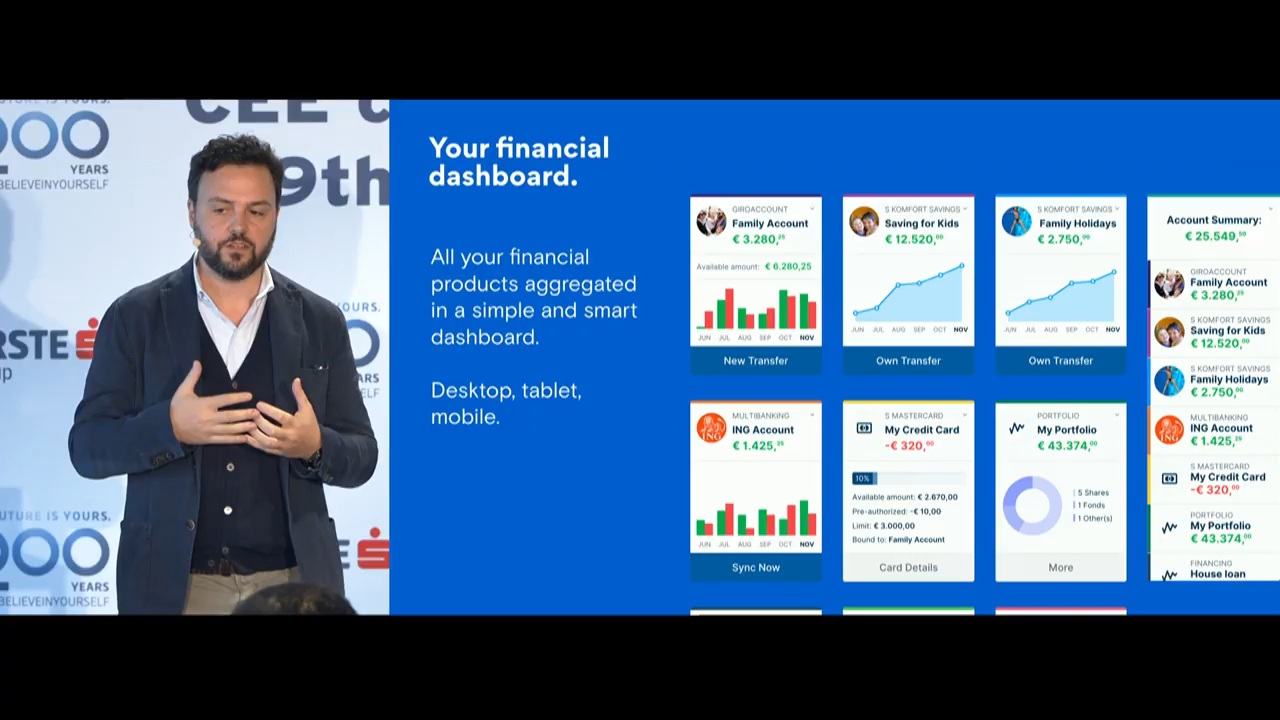 FUTURE IS YOURS.
200
YEARS
#BELIEVEINYOURSELF
CEE
9th
OURS.
ARS
ELF
ERSTE
Group
FUTURE IS YOURS.
200
YEARS
BELIEVEINYOURSELF
E
Your financial
dashboard.
All your financial
products aggregated
in a simple and smart
dashboard.
Desktop, tablet,
mobile.
GIROACCOUNT
Family Account
€ 3.280,25
Available amount: € 6.280,25
JUN JUL AUG SEP OCT NOV
New Transfer
S KOMFORT SAVINGS
Saving for Kids
€ 12.520,00
JUN JUL AUG SEP OCT NOV
Own Transfer
S KOMFORT SAVINGS
Family Holidays
€ 2.750,00
JUN JUL AUG SEP OCT NOV
Own Transfer
MULTIBANKING
ING Account
€ 1.425,25
ING
JUN JUL AUG SEP OCT NOV
Sync Now
S MASTERCARD
My Credit Card
-€ 320,00
10%
Available amount: € 2.670,00
Pre-authorized: -€ 10,00
Limit: € 3.000,00
Bound to: Family Account
Card Details
PORTFOLIO
My Portfolio
€ 43.374,00
5 Shares
1 Fonds
1 Other(s)
More
Account Summary:
€ 25.549,50
GIROACCOUNT
Family Account
€ 3.280,25
S KOMFORT SAVINGS
Saving for Kids
€ 12.520,00
S KOMFORT SAVINGS
Family Holidays
€ 2.750,00
MULTIBANKING
ING Account
€ 1.425,25
ING
S MASTERCARD
My Credit Card
-€ 320,00
PORTFOLIO
My Portfolio
€ 43.374,00
FINANCING
House loan